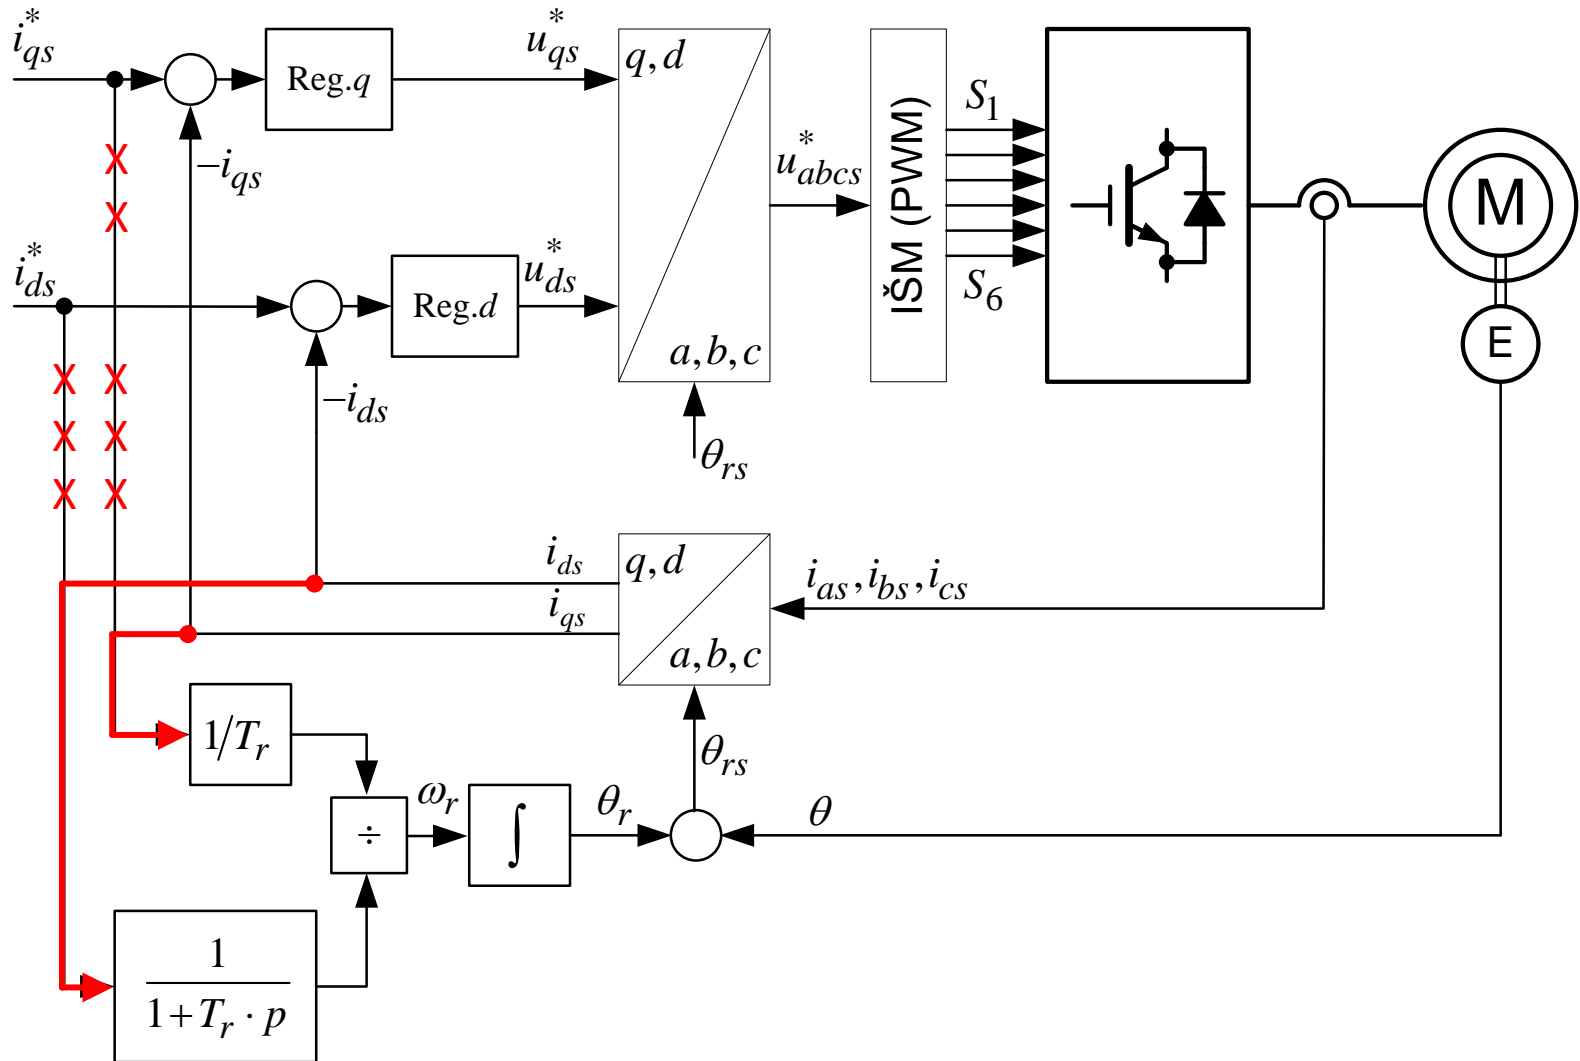 i*qs
u*qs
Reg.q
q,d
S1
−iqs
u*abcs
IŠM (PWM)
M
X
X
i*ds
u*ds
Reg.d
S6
a,b,c
E
X X
X X
X X
−ids
θrs
ids
q,d
ias,ibs,ics
iqs
a,b,c
1/Tr
θrs
ωr
θr
θ
÷
∫
1
1+Tr·p